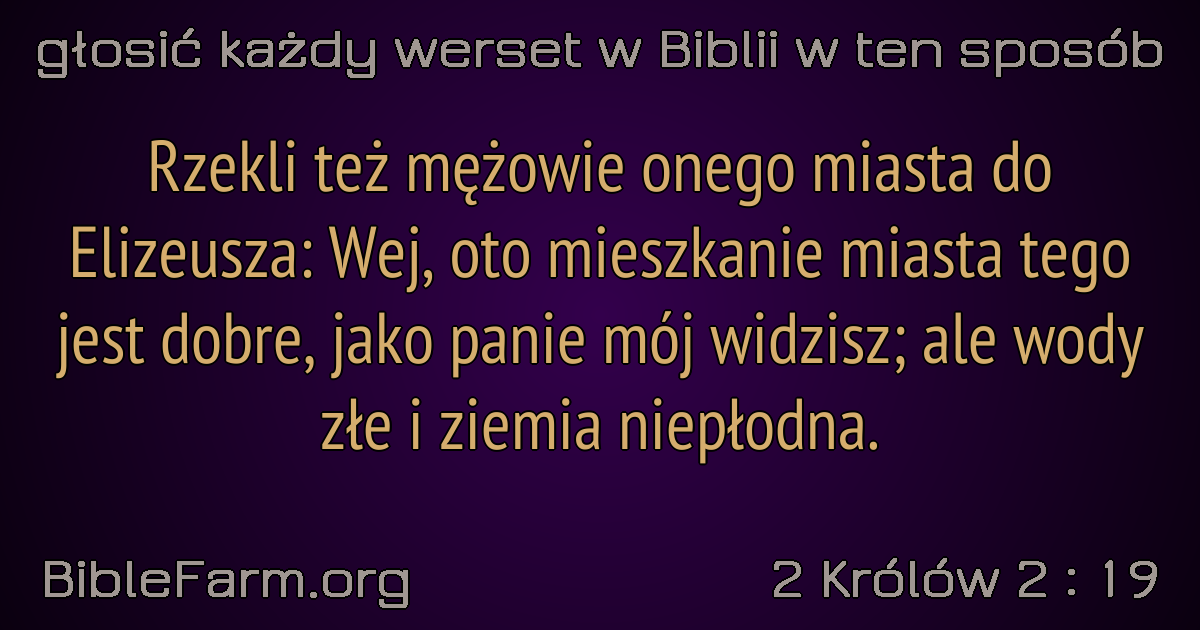 głosić każdy werset w Biblii w ten sposób
Rzekli też mężowie onego miasta do
Elizeusza: Wej, oto mieszkanie miasta tego
jest dobre, jako panie mój widzisz; ale wody
złe i ziemia niepłodna.
BibleFarm.org
2 Królów 2 : 19